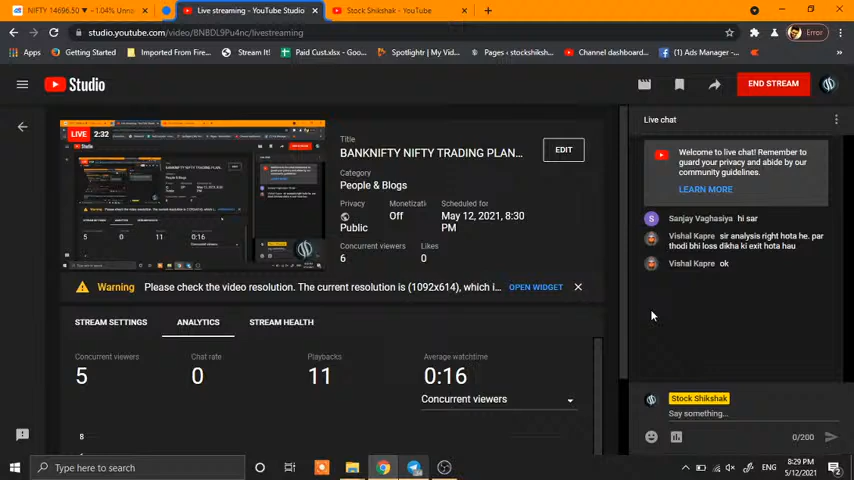 NIFTY 14696.50 ▼ −1.04% Unn
Live streaming - YouTube Studio
Stock Shikshak - YouTube
studio.youtube.com/video/BNBDL9Pu4nc/livestreaming
Error
Apps
Getting Started
Imported From Firef...
Stream It!
Paid Cust.xlsx - Goo...
Spotlightr | My Vid...
Pages ‹ stockshiks...
Channel dashboard...
(1) Ads Manager -...
Studio
END STREAM
LIVE 2:32
Title
BANKNIFTY NIFTY TRADING PLAN...
EDIT
Category
People & Blogs
Privacy
Monetizati
Scheduled for
Off
May 12, 2021, 8:30
PM
Public
Concurrent viewers
Likes
6
0
Warning Please check the video resolution. The current resolution is (1092x614), which i...
OPEN WIDGET
STREAM SETTINGS
ANALYTICS
STREAM HEALTH
Concurrent viewers
Chat rate
Playbacks
Average watchtime
5
0
11
0:16
Concurrent viewers
8
Live chat
Welcome to live chat! Remember to
guard your privacy and abide by our
community guidelines.
LEARN MORE
S Sanjay Vaghasiya hi sar
Vishal Kapre sir analysis right hota he. par
thodi bhi loss dikha ki exit hota hau
Vishal Kapre ok
Stock Shikshak
Say something...
0/200
Type here to search
ENG
8:29 PM
5/12/2021
2